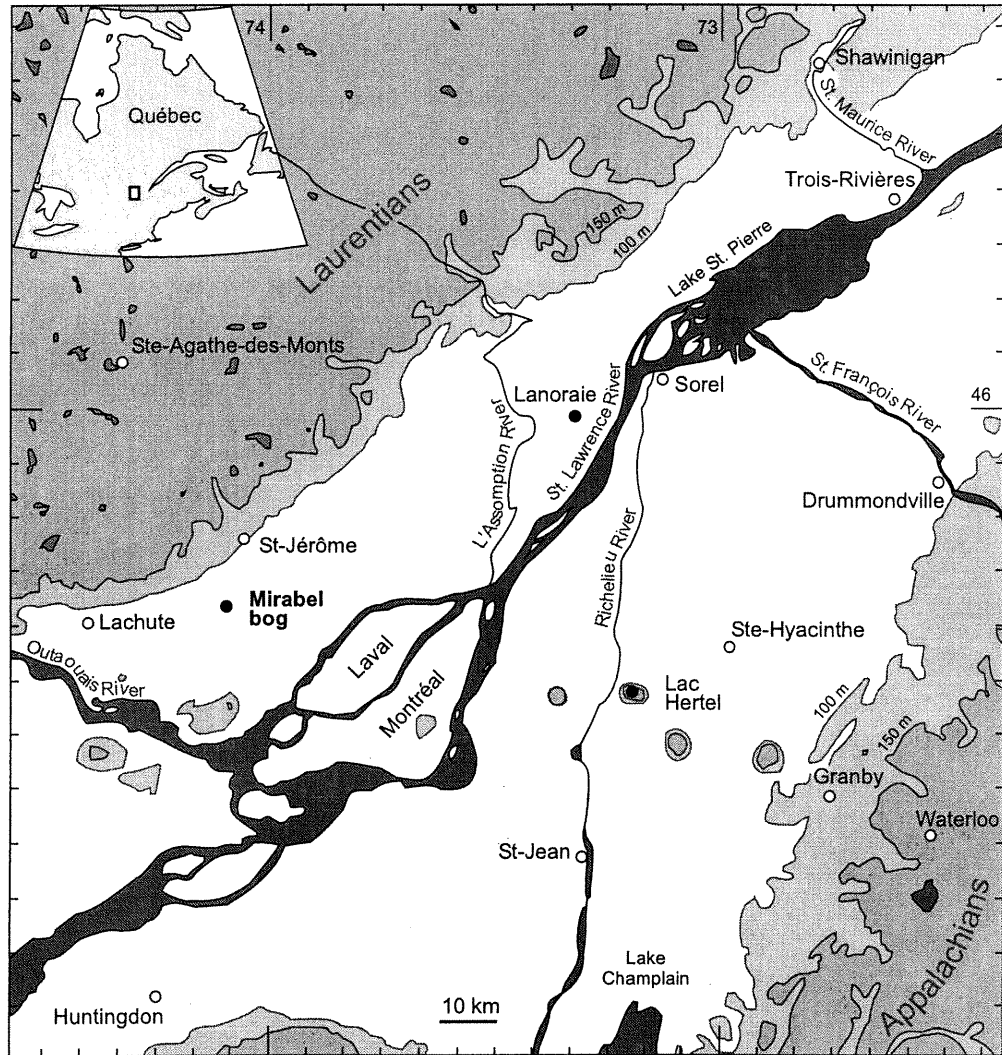 74
73
Shawinigan
St. Maurice River
Québec
Trois-Rivières
Laurentians
150 m
100 m
Lake St. Pierre
Ste-Agathe-des-Monts
St. François River
Lanoraie
Sorel
46
L'Assomption River
St. Lawrence River
Drummondville
St-Jérôme
Richelieu River
Mirabel
bog
Lachute
Ste-Hyacinthe
Outaouais River
Laval
Montréal
Lac
Hertel
100 m
150 m
Granby
Waterloo
St-Jean
Appalachians
Lake
Champlain
10 km
Huntingdon